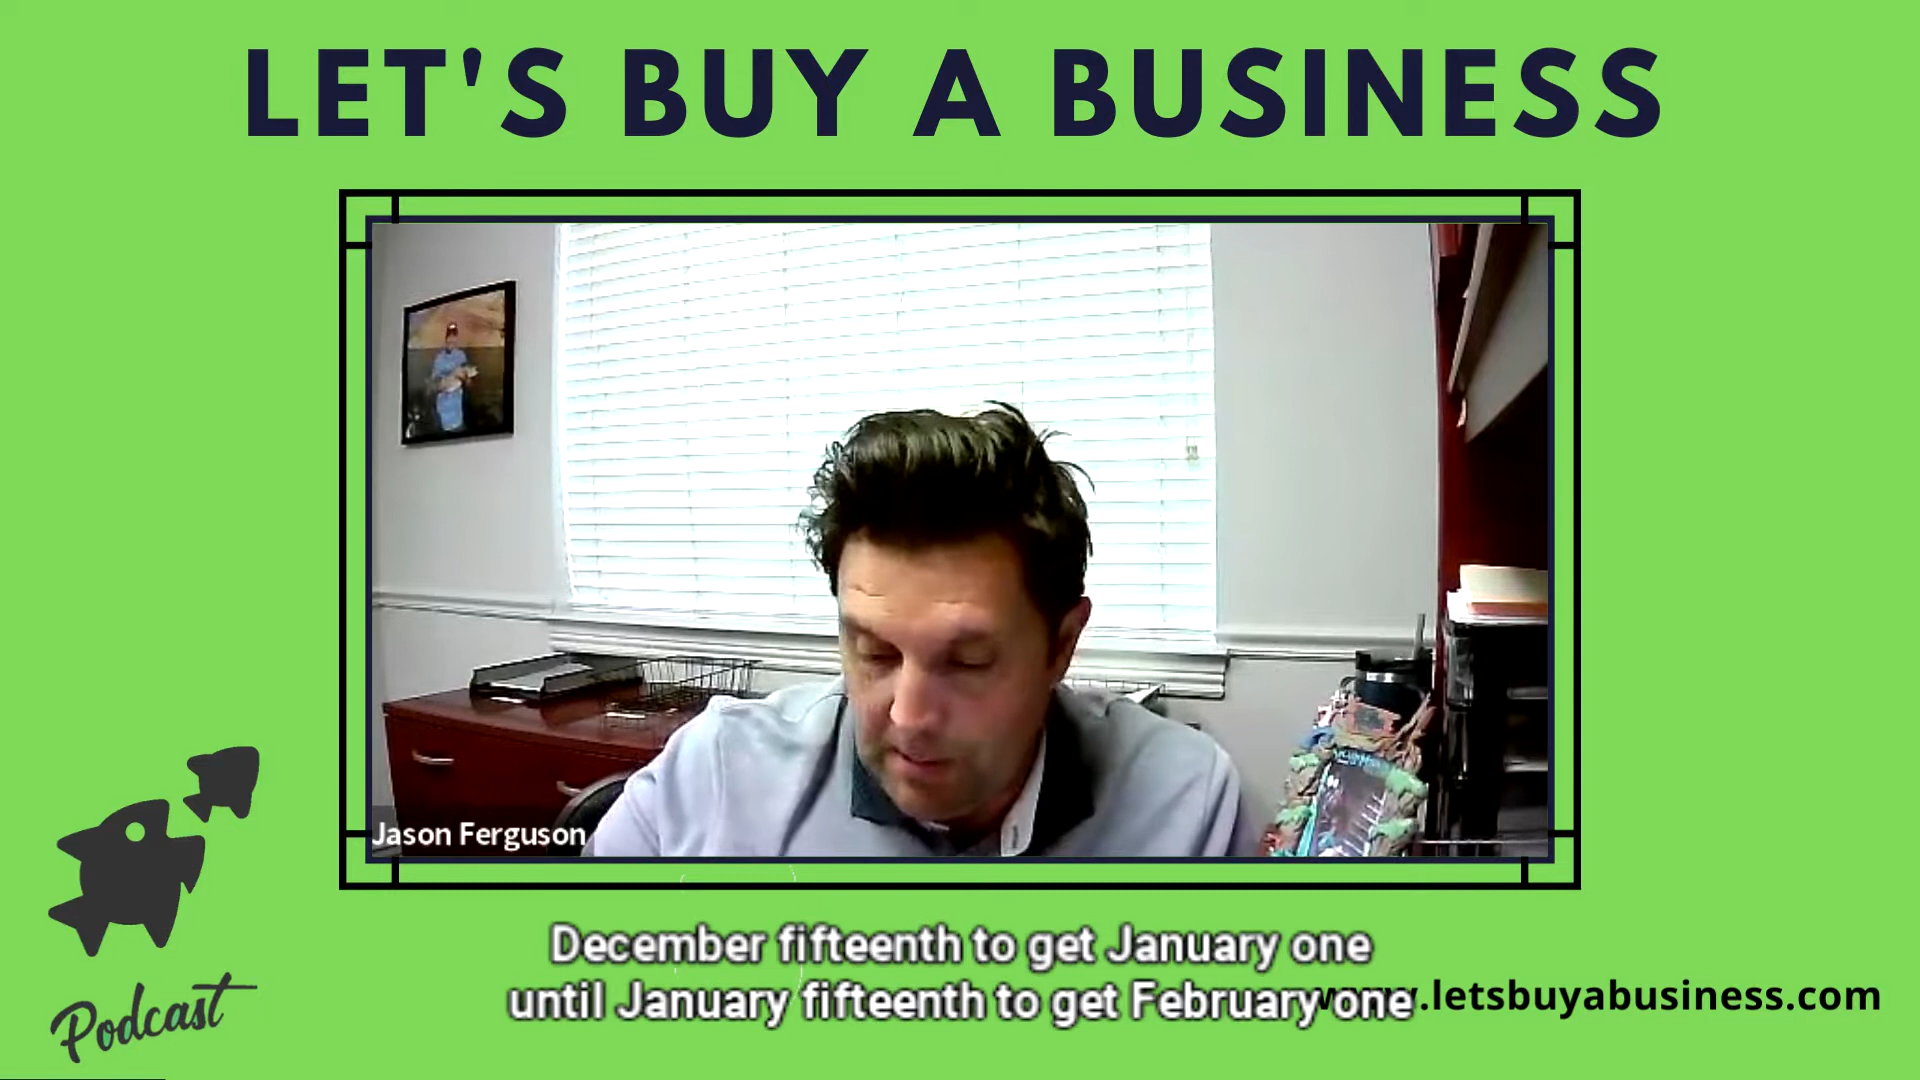 LET'S BUY A BUSINESS
Jason Ferguson
December fifteenth to get January one
until January fifteenth to get February one
www.letsbuyabusiness.com
Podcast